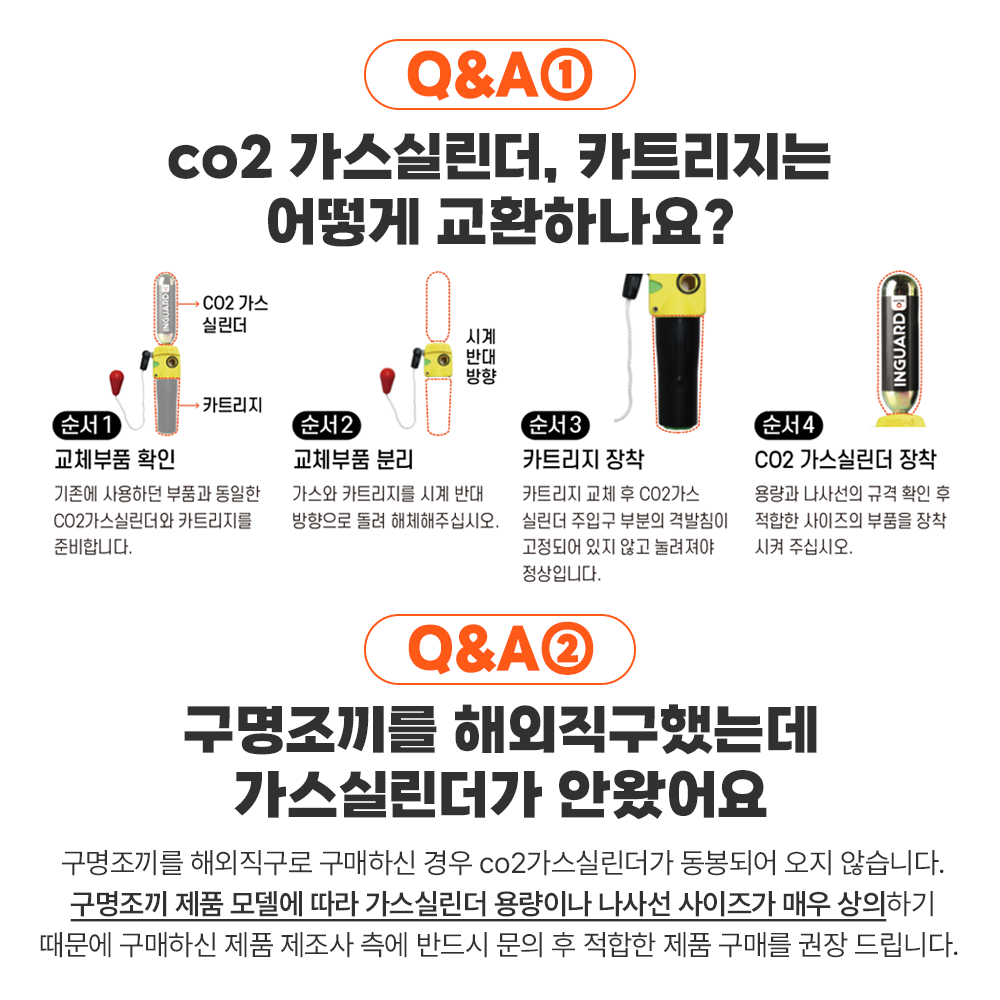 Q&A①
co2 가스실린더, 카트리지는
어떻게 교환하나요?
CO2 가스
실린더
INGUARD
카트리지
순서1
교체부품 확인
기존에 사용하던 부품과 동일한
CO2가스실린더와 카트리지를
준비합니다.
시계
반대
방향
순서2
교체부품 분리
가스와 카트리지를 시계 반대
방향으로 돌려 해체해주십시오.
순서3
카트리지 장착
카트리지 교체 후 CO2가스
실린더 주입구 부분의 격발침이
고정되어 있지 않고 눌려져야
정상입니다.
INGUARD
순서4
CO2 가스실린더 장착
용량과 나사선의 규격 확인 후
적합한 사이즈의 부품을 장착
시켜 주십시오.
Q&A②
구명조끼를 해외직구했는데
가스실린더가 안왔어요
구명조끼를 해외직구로 구매하신 경우 co2가스실린더가 동봉되어 오지 않습니다.
구명조끼 제품 모델에 따라 가스실린더 용량이나 나사선 사이즈가 매우 상의하기
때문에 구매하신 제품 제조사 측에 반드시 문의 후 적합한 제품 구매를 권장 드립니다.